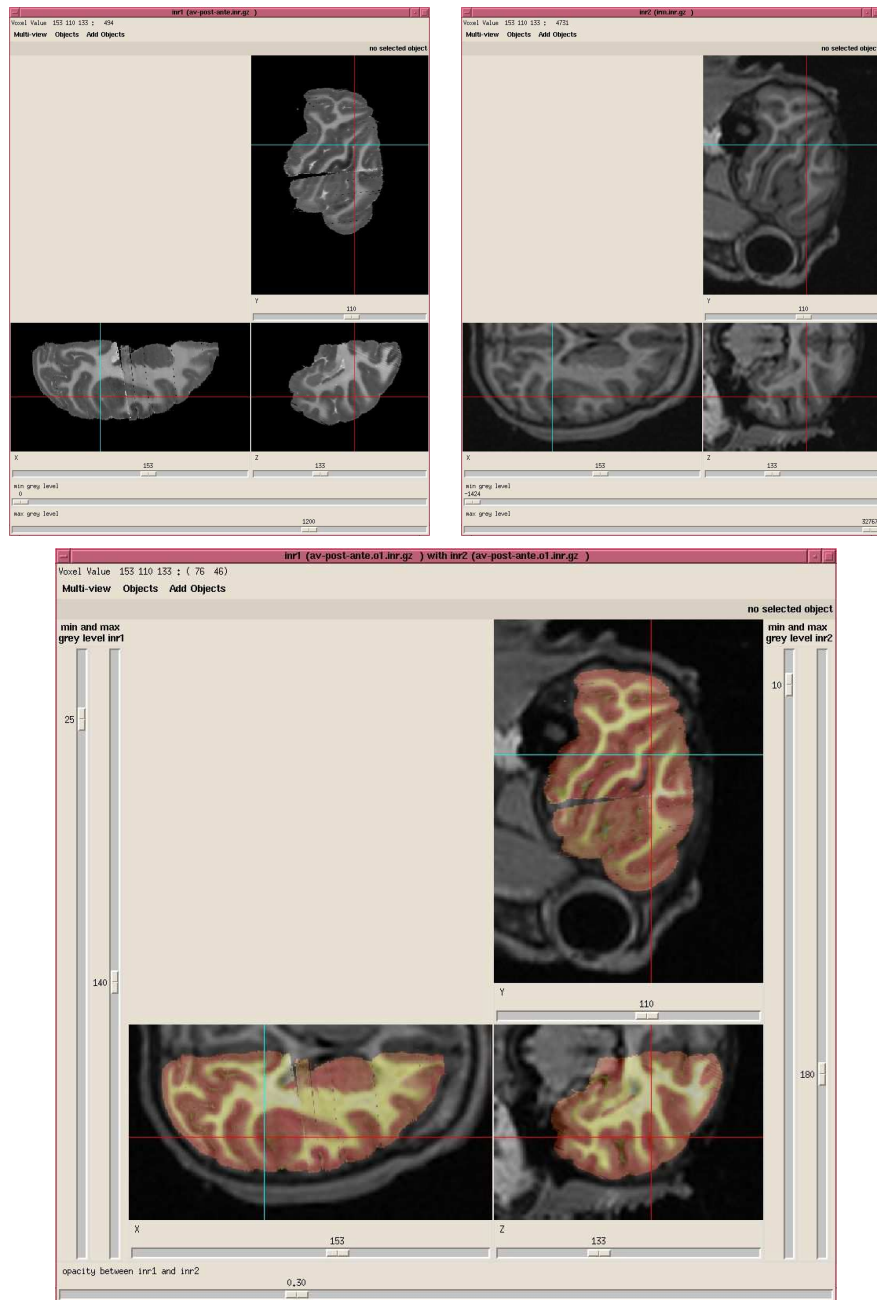 inr1 (av-post-ante.inr.gz )
Voxel Value 153 110 133 : 494
Multi-view Objects Add Objects
no selected object
Y
110
X
153
Z
133
min grey level
0
max grey level
1200
inr2 (irm.inr.gz )
Voxel Value 153 110 133 : 4731
Multi-view Objects Add Objects
no selected object
Y
110
X
153
Z
133
min grey level
-1424
max grey level
32767
inr1 (av-post-ante.o1.inr.gz ) with inr2 (av-post-ante.o1.inr.gz )
Voxel Value 153 110 133 : ( 76 46)
Multi-view Objects Add Objects
no selected object
min and max
grey level inr1
min and max
grey level inr2
25
10
140
180
Y
110
X
153
Z
133
opacity between inr1 and inr2
0.30